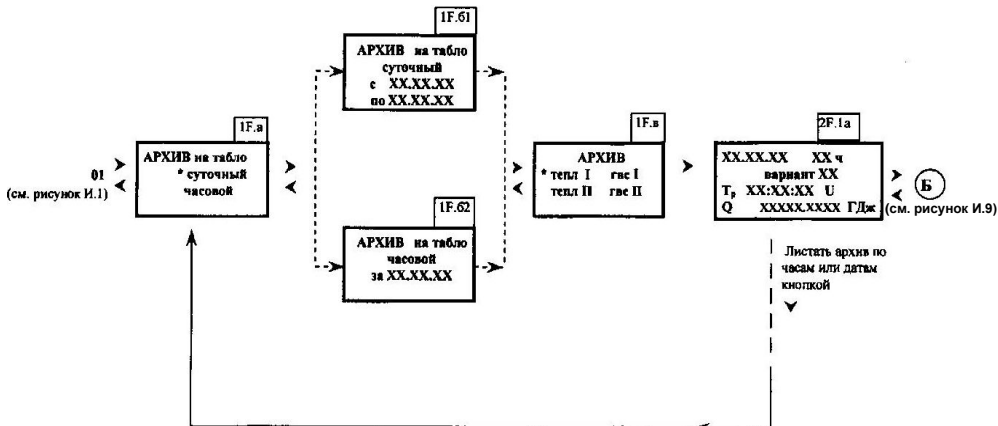 1F.б1
АРХИВ на табло
суточный
с XX.XX.XX
по XX.XX.XX
1F.а
АРХИВ на табло
* суточный
часовой
01
(см. рисунок И.1)
1F.б2
АРХИВ на табло
часовой
за XX.XX.XX
1F.в
АРХИВ
* тепл I гвс I
тепл II гвс II
2F.1а
XX.XX.XX XX ч
вариант XX
Tр XX:XX:XX U
Q XXXXX.XXXX ГДж
Б
(см. рисунок И.9)
Листать архив по
часам или датам
кнопкой